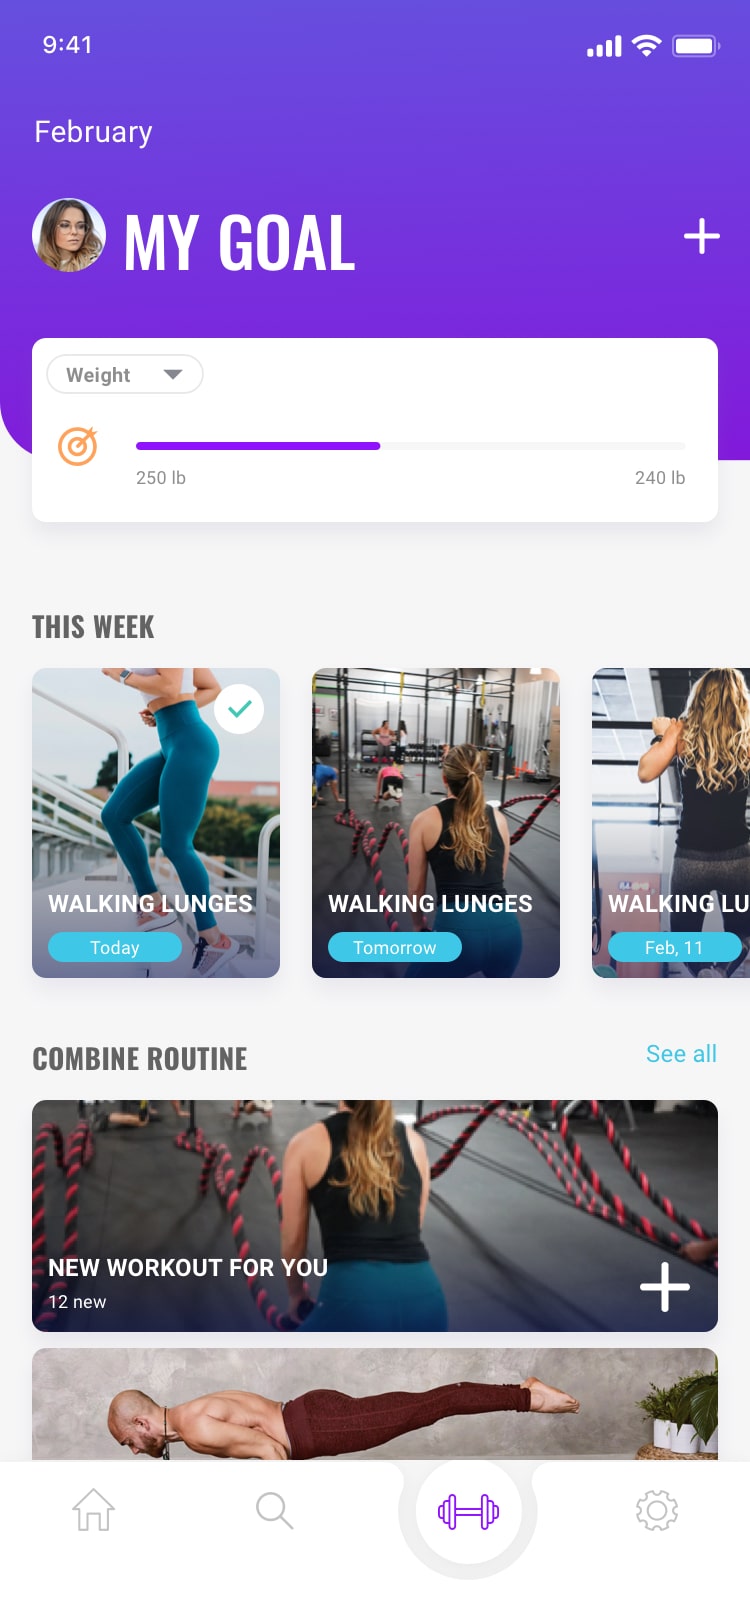 9:41
February
MY GOAL
Weight
250 lb
240 lb
THIS WEEK
WALKING LUNGES
Today
WALKING LUNGES
Tomorrow
WALKING LU
Feb, 11
COMBINE ROUTINE
See all
NEW WORKOUT FOR YOU
12 new